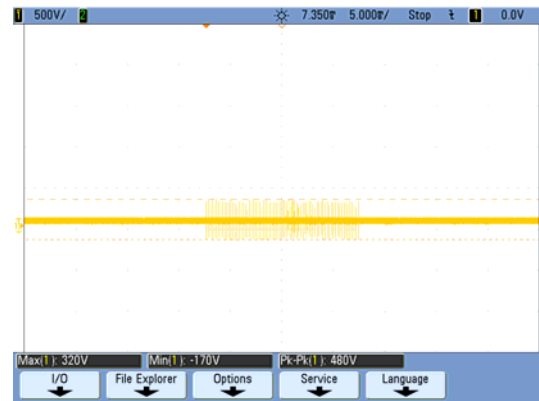 1 500V/ 2 7.350▼ 5.000▼/ Stop 1 0.0V
Max(1): 320V Min(1): -170V Pk-Pk(1): 480V
I/O File Explorer Options Service Language